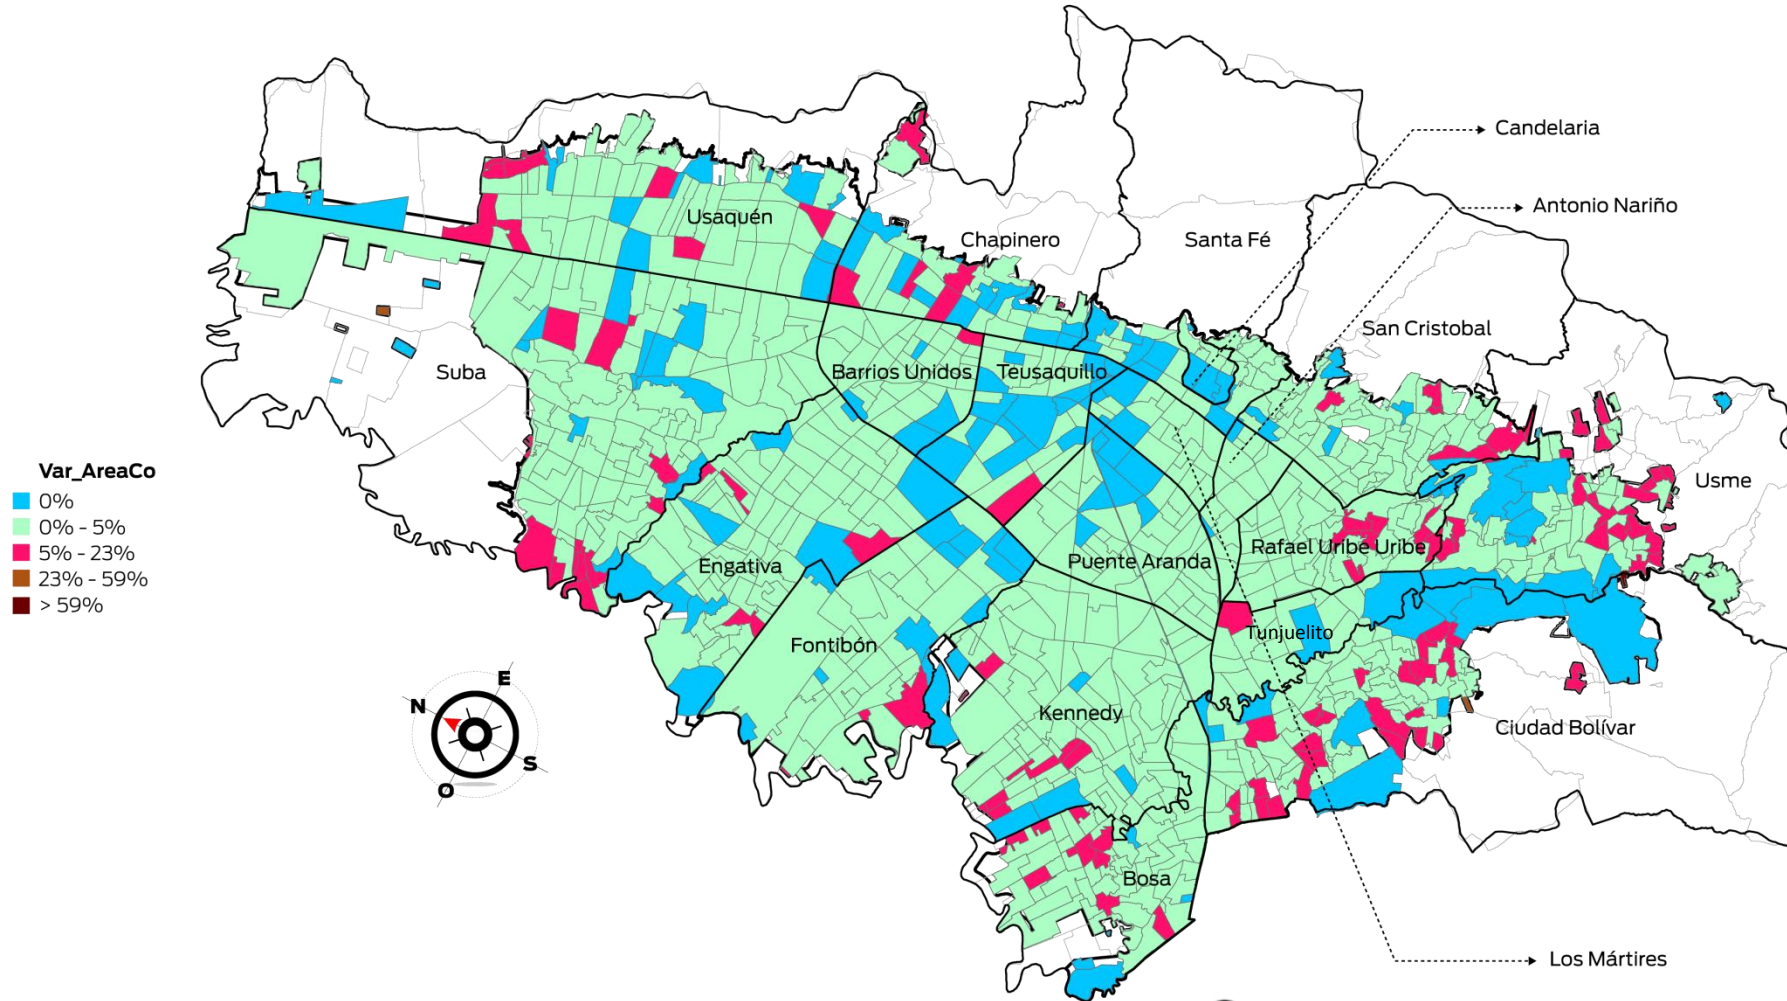 Candelaria
Antonio Nariño
Usaquén
Chapinero
Santa Fé
San Cristobal
Suba
Barrios Unidos
Teusaquillo
Var_AreaCo
0%
0% - 5%
5% - 23%
23% - 59%
> 59%
Usme
Engativa
Puente Aranda
Rafael Uribe Uribe
Fontibón
Tunjuelito
N
E
S
O
Kennedy
Ciudad Bolívar
Bosa
Los Mártires